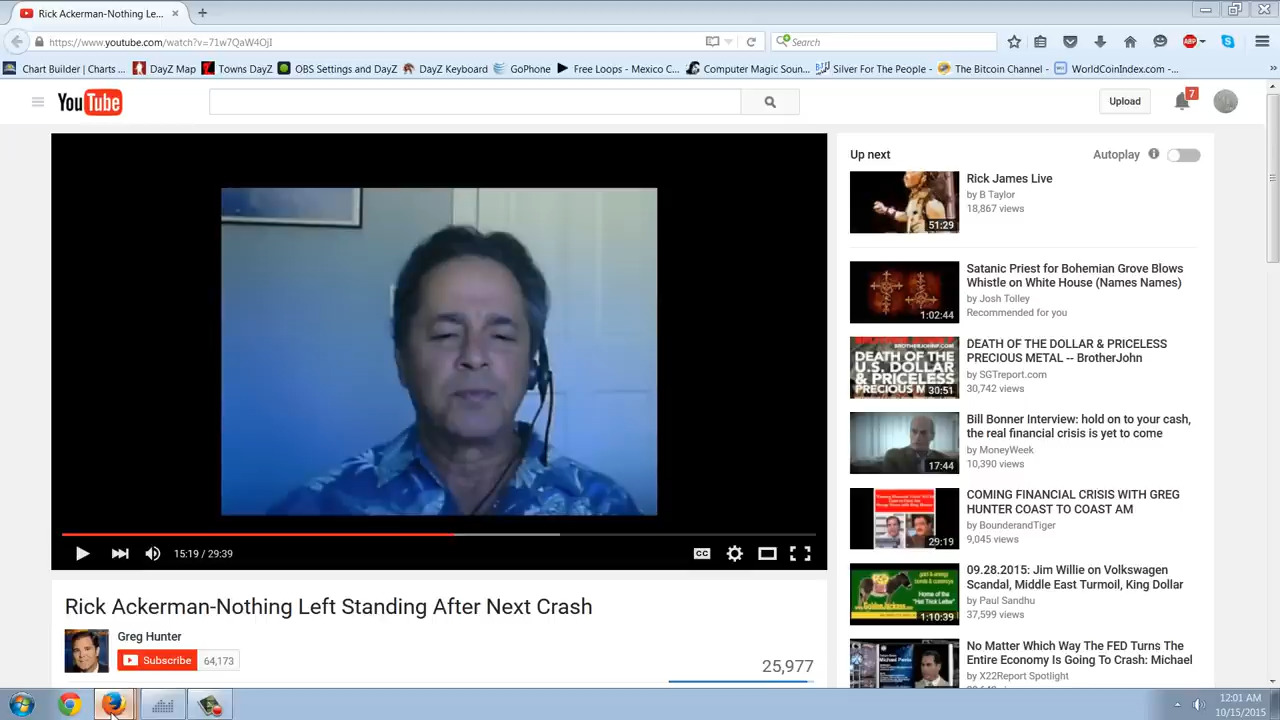 Rick Ackerman-Nothing Le...
https://www.youtube.com/watch?v=71w7QaW4OjI
Search
ABP
Chart Builder | Charts ...
DayZ Map
Towns DayZ
OBS Settings and DayZ
DayZ Keyboard
GoPhone
Free Loops - Mexico C...
Computer Magic Soun...
Silver For The People -
The Bitcoin Channel -
WorldCoinIndex.com -...
YouTube
Upload
7
Up next
Autoplay
Rick James Live
by B Taylor
18,867 views
51:29
Satanic Priest for Bohemian Grove Blows
Whistle on White House (Names Names)
by Josh Tolley
Recommended for you
1:02:44
BROTHERJOHNF.COM
DEATH OF THE
U.S. DOLLAR
& PRICELESS
PRECIOUS M
30:51
DEATH OF THE DOLLAR & PRICELESS
PRECIOUS METAL -- BrotherJohn
by SGTreport.com
30,742 views
Bill Bonner Interview: hold on to your cash,
the real financial crisis is yet to come
by MoneyWeek
10,390 views
17:44
COMING FINANCIAL CRISIS WITH GREG
HUNTER COAST TO COAST AM
by BounderandTiger
9,045 views
29:19
09.28.2015: Jim Willie on Volkswagen
Scandal, Middle East Turmoil, King Dollar
by Paul Sandhu
37,599 views
1:10:39
No Matter Which Way The FED Turns The
Entire Economy Is Going To Crash: Michael
by X22Report Spotlight
CC
15:19 / 29:39
Rick Ackerman-Nothing Left Standing After Next Crash
Greg Hunter
Subscribe
64,173
25,977
12:01 AM
10/15/2015